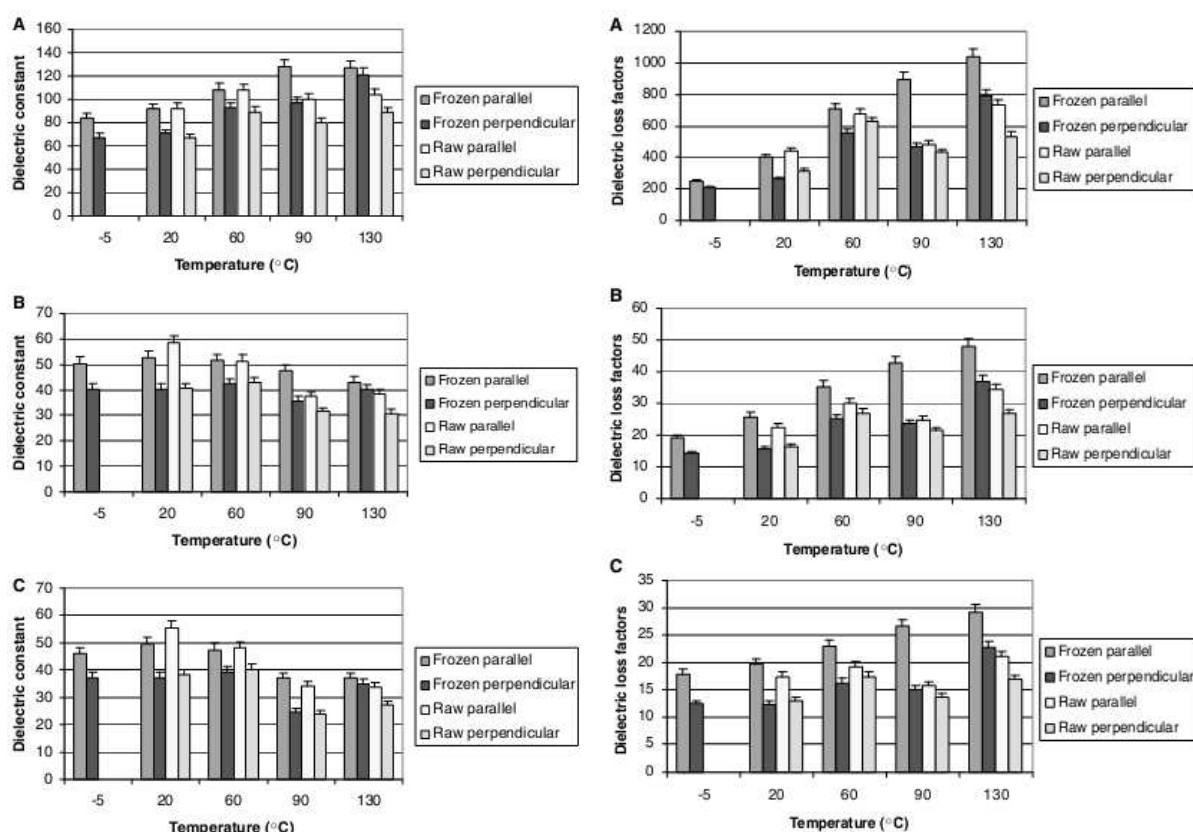 A
Dielectric constant
160
140
120
100
80
60
40
20
0
-5 20 60 90 130
Temperature (°C)
Frozen parallel
Frozen perpendicular
Raw parallel
Raw perpendicular
A
Dielectric loss factors
1200
1000
800
600
400
200
0
-5 20 60 90 130
Temperature (°C)
Frozen parallel
Frozen perpendicular
Raw parallel
Raw perpendicular
B
Dielectric constant
70
60
50
40
30
20
10
0
-5 20 60 90 130
Temperature (°C)
Frozen parallel
Frozen perpendicular
Raw parallel
Raw perpendicular
B
Dielectric loss factors
60
50
40
30
20
10
0
-5 20 60 90 130
Temperature (°C)
Frozen parallel
Frozen perpendicular
Raw parallel
Raw perpendicular
C
Dielectric constant
70
60
50
40
30
20
10
0
-5 20 60 90 130
Temperature (°C)
Frozen parallel
Frozen perpendicular
Raw parallel
Raw perpendicular
C
Dielectric loss factors
35
30
25
20
15
10
5
0
-5 20 60 90 130
Temperature (°C)
Frozen parallel
Frozen perpendicular
Raw parallel
Raw perpendicular